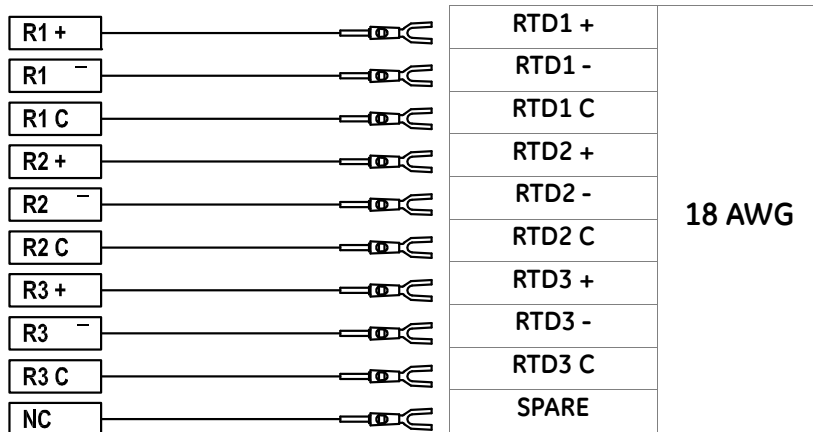 R1 + RTD1 +
R1 – RTD1 -
R1 C RTD1 C
R2 + RTD2 +
R2 – RTD2 -
18 AWG
R2 C RTD2 C
R3 + RTD3 +
R3 – RTD3 -
R3 C RTD3 C
NC SPARE